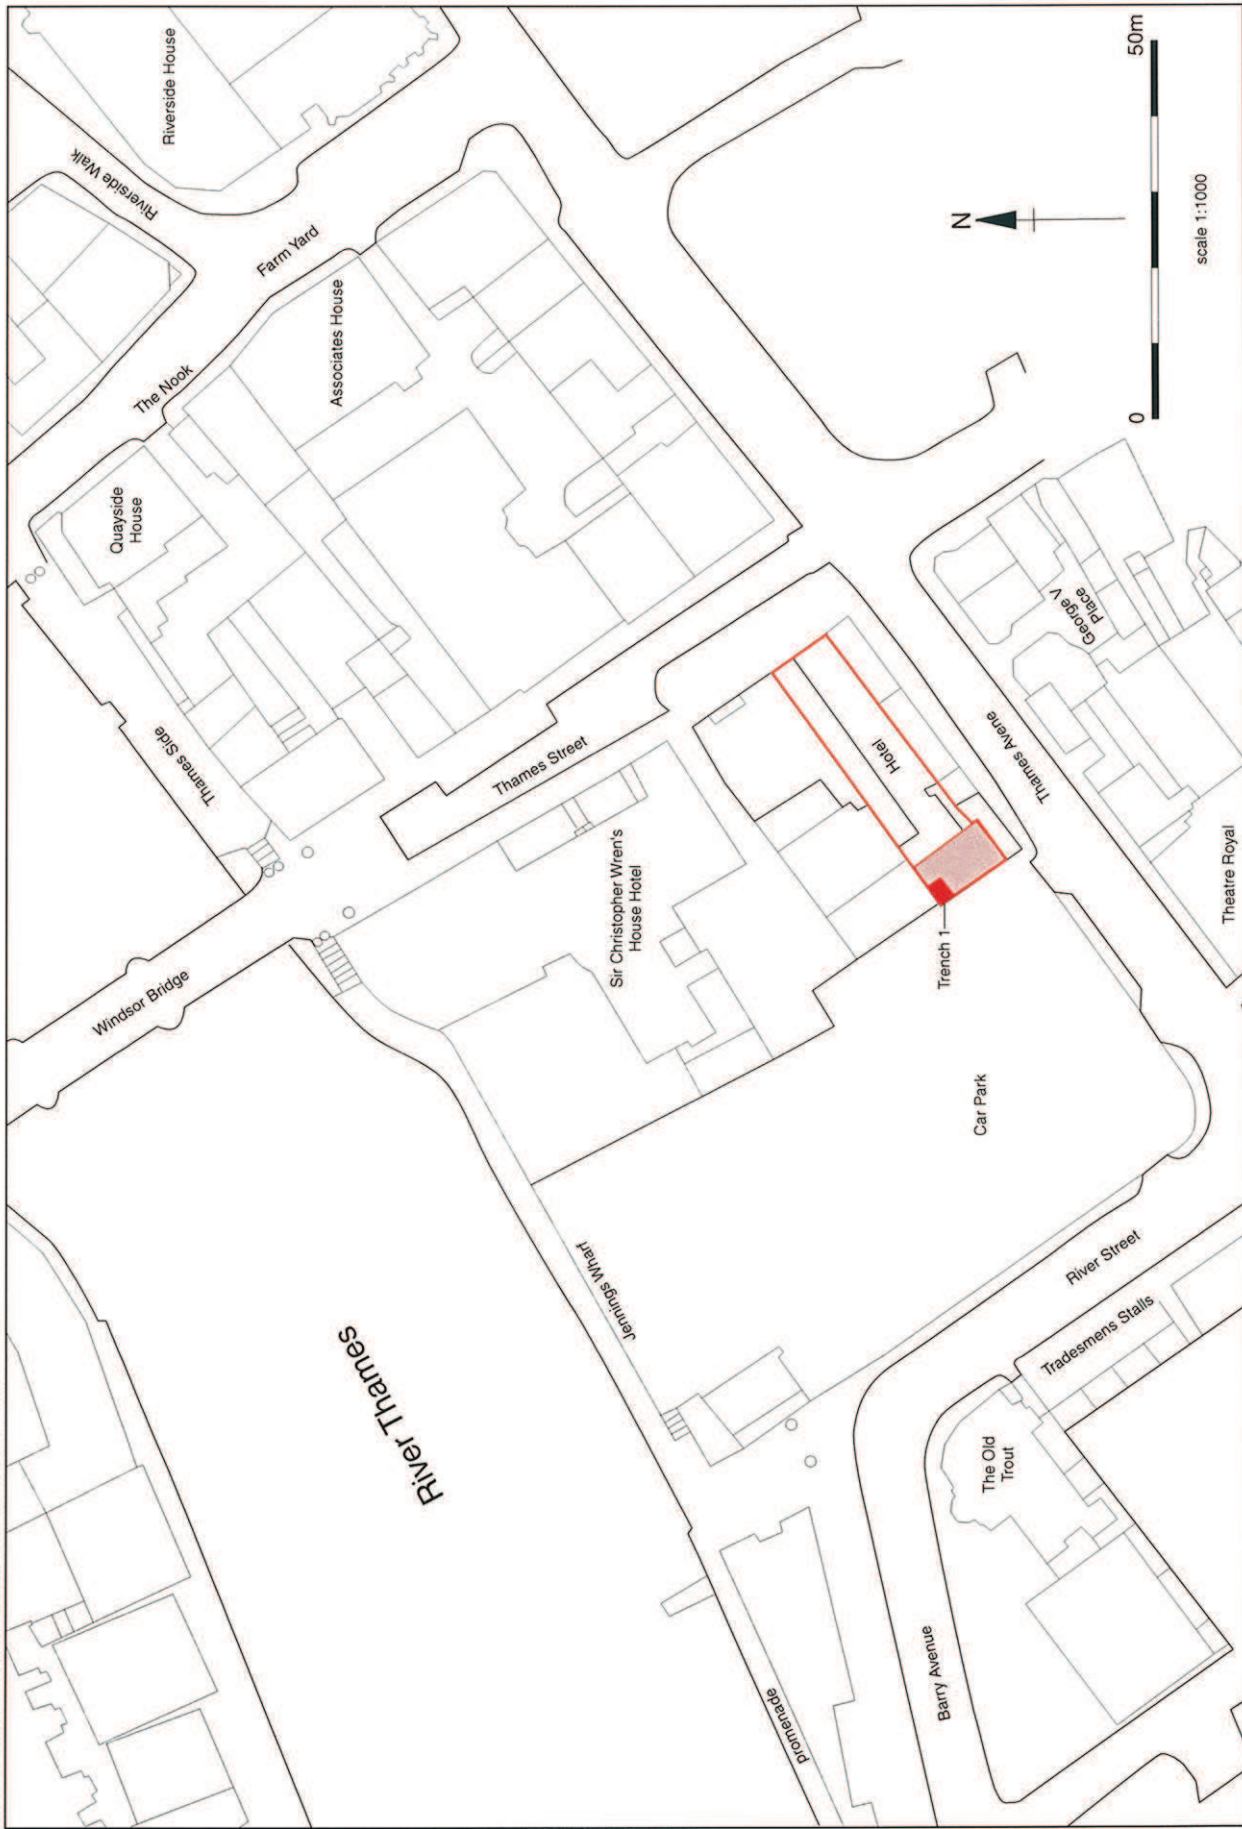 Riverside House
Riverside Walk
Farm Yard
The Nook
Associates House
Quayside
House
Thames Side
Thames Street
Windsor Bridge
Sir Christopher Wren's
House Hotel
Hotel
Trench 1
Thames Avene
George V
Place
Theatre Royal
Car Park
River Thames
Jennings Wharf
River Street
Tradesmens Stalls
The Old
Trout
Barry Avenue
promenade
N
0
50m
scale 1:1000